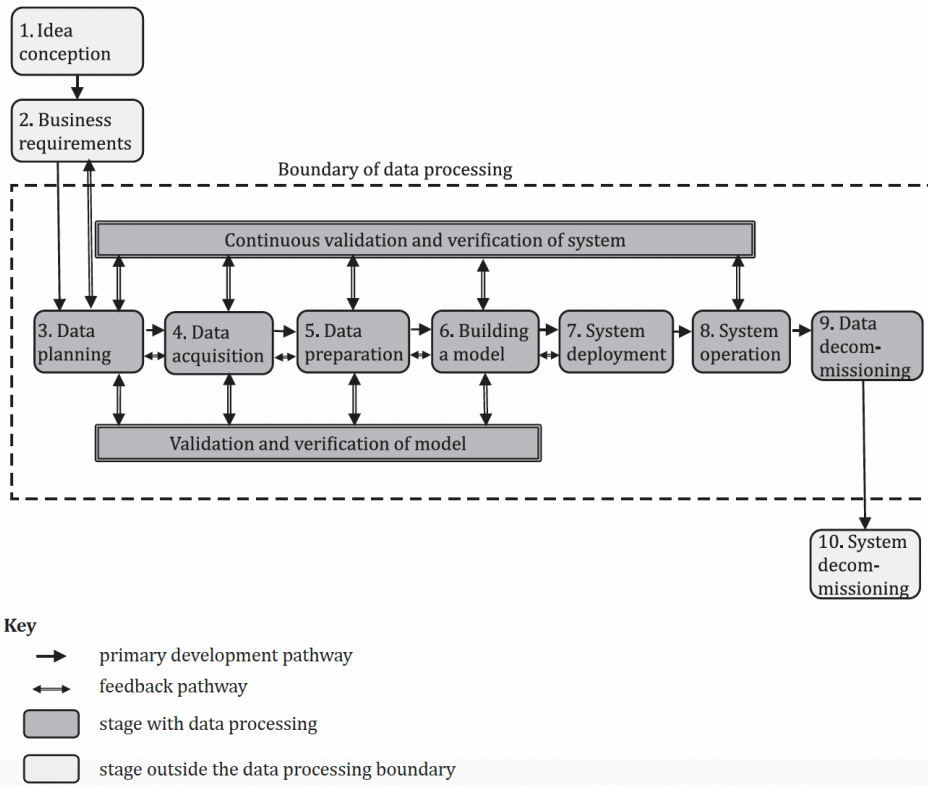 1. Idea
conception
2. Business
requirements
Boundary of data processing
Continuous validation and verification of system
3. Data
planning
4. Data
acquisition
5. Data
preparation
6. Building
a model
7. System
deployment
8. System
operation
9. Data
decom-
missioning
Validation and verification of model
10. System
decom-
missioning
Key
primary development pathway
feedback pathway
stage with data processing
stage outside the data processing boundary